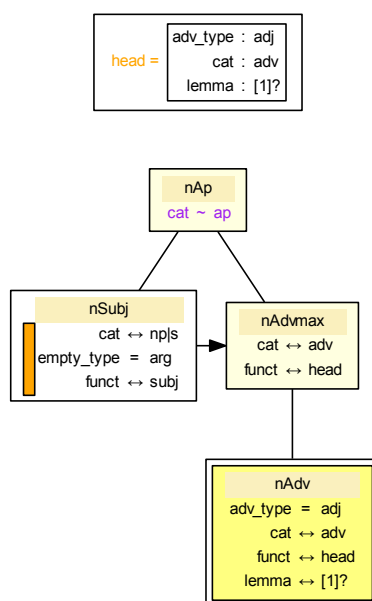 head =
adv_type : adj
cat : adv
lemma : [1]?
nAp
cat ~ ap
nSubj
cat ↔ np|s
empty_type = arg
funct ↔ subj
nAdvmax
cat ↔ adv
funct ↔ head
nAdv
adv_type = adj
cat ↔ adv
funct ↔ head
lemma ↔ [1]?